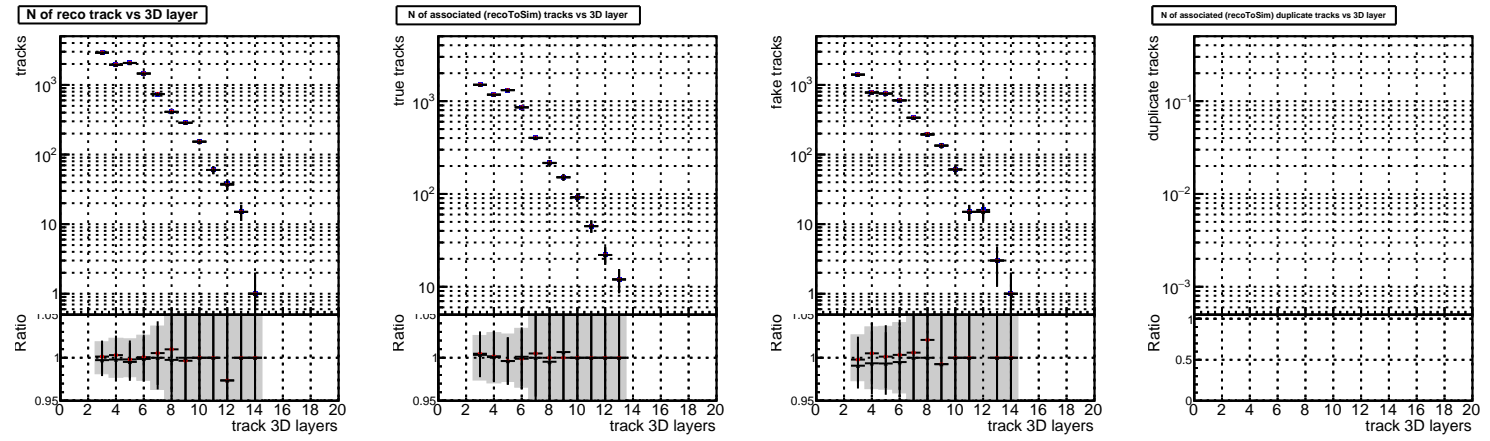 N of reco track vs 3D layer
tracks
10³
10²
10
1
Ratio
1.05
1
0.95
0 2 4 6 8 10 12 14 16 18 20
track 3D layers
N of associated (recoToSim) tracks vs 3D layer
true tracks
10³
10²
10
Ratio
1.05
1
0.95
0 2 4 6 8 10 12 14 16 18 20
track 3D layers
fake tracks
10³
10²
10
1
Ratio
1.05
1
0.95
0 2 4 6 8 10 12 14 16 18 20
track 3D layers
N of associated (recoToSim) duplicate tracks vs 3D layer
duplicate tracks
10⁻¹
10⁻²
10⁻³
Ratio
1
0.5
0
0 2 4 6 8 10 12 14 16 18 20
track 3D layers